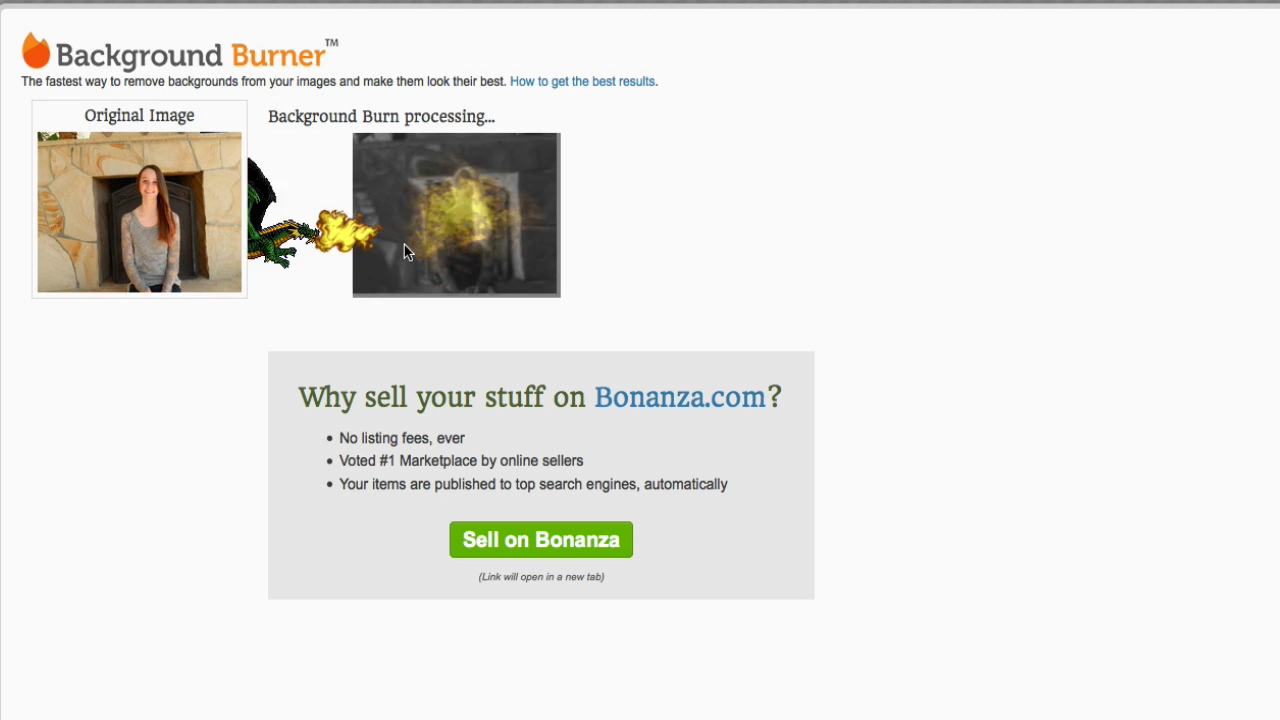 Background Burner™
The fastest way to remove backgrounds from your images and make them look their best. How to get the best results.
Original Image
Background Burn processing...
Why sell your stuff on Bonanza.com?
• No listing fees, ever
• Voted #1 Marketplace by online sellers
• Your items are published to top search engines, automatically
Sell on Bonanza
(Link will open in a new tab)